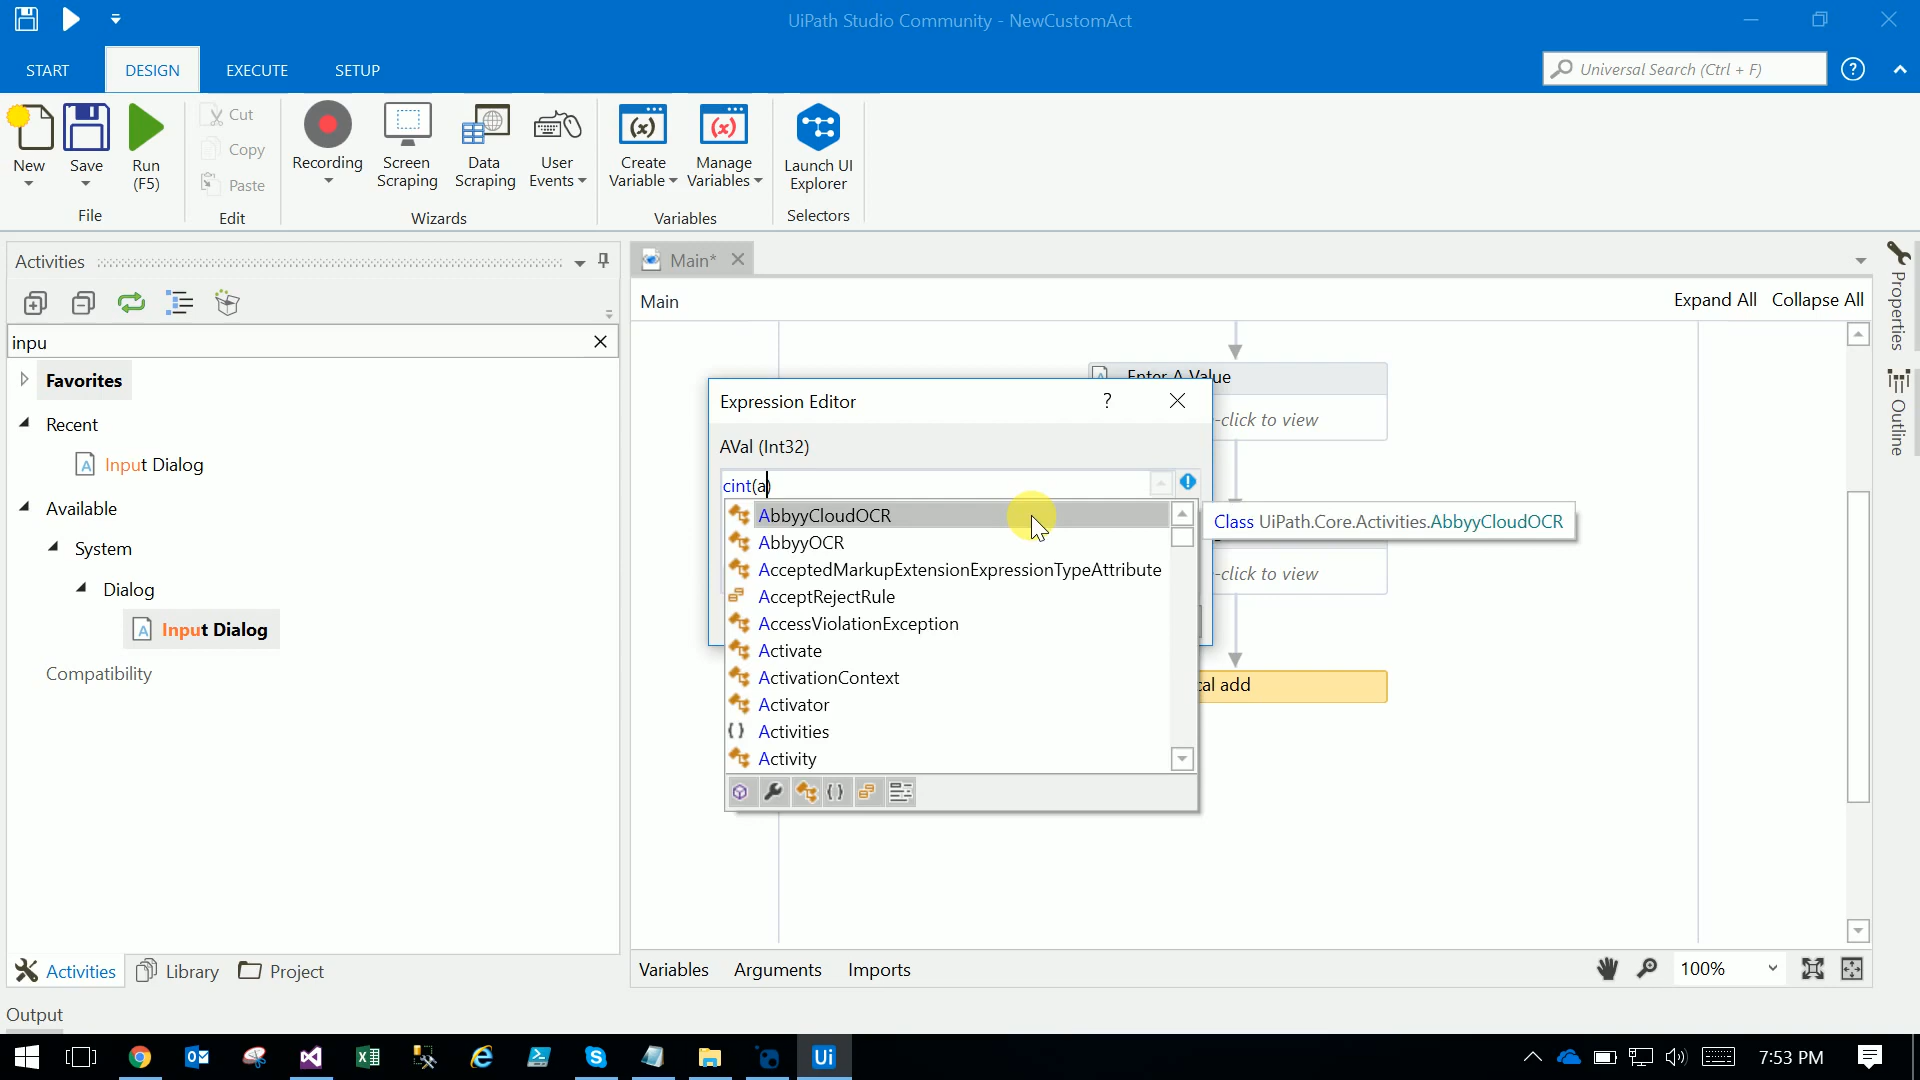 UiPath Studio Community - NewCustomAct
START
DESIGN
EXECUTE
SETUP
Universal Search (Ctrl + F)
New
Save
Run
(F5)
File
Cut
Copy
Paste
Edit
Recording
Screen
Scraping
Data
Scraping
User
Events
Wizards
Create
Variable
Manage
Variables
Variables
Launch UI
Explorer
Selectors
Activities
inpu
Favorites
Recent
Input Dialog
Available
System
Dialog
Input Dialog
Compatibility
Activities
Library
Project
Output
Main*
Main
Expand All
Collapse All
Enter A Value
-click to view
-click to view
cal add
Expression Editor
?
AVal (Int32)
cint(a)
AbbyyCloudOCR
AbbyyOCR
AcceptedMarkupExtensionExpressionTypeAttribute
AcceptRejectRule
AccessViolationException
Activate
ActivationContext
Activator
Activities
Activity
Class UiPath.Core.Activities.AbbyyCloudOCR
Variables
Arguments
Imports
100%
Properties
Outline
Ui
7:53 PM